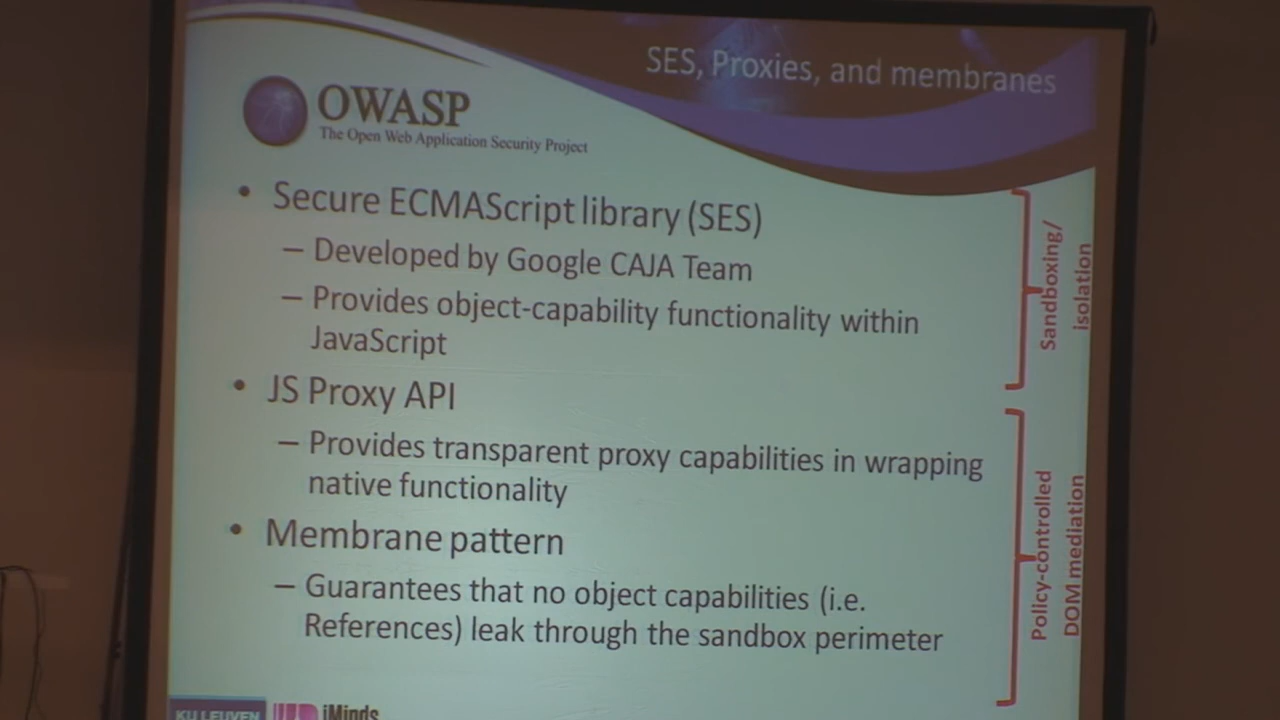 SES, Proxies, and membranes
OWASP
The Open Web Application Security Project
• Secure ECMAScript library (SES)
– Developed by Google CAJA Team
– Provides object-capability functionality within
JavaScript
• JS Proxy API
– Provides transparent proxy capabilities in wrapping
native functionality
• Membrane pattern
– Guarantees that no object capabilities (i.e.
References) leak through the sandbox perimeter
Sandboxing/
isolation
Policy-controlled
DOM mediation
KU LEUVEN
iMinds